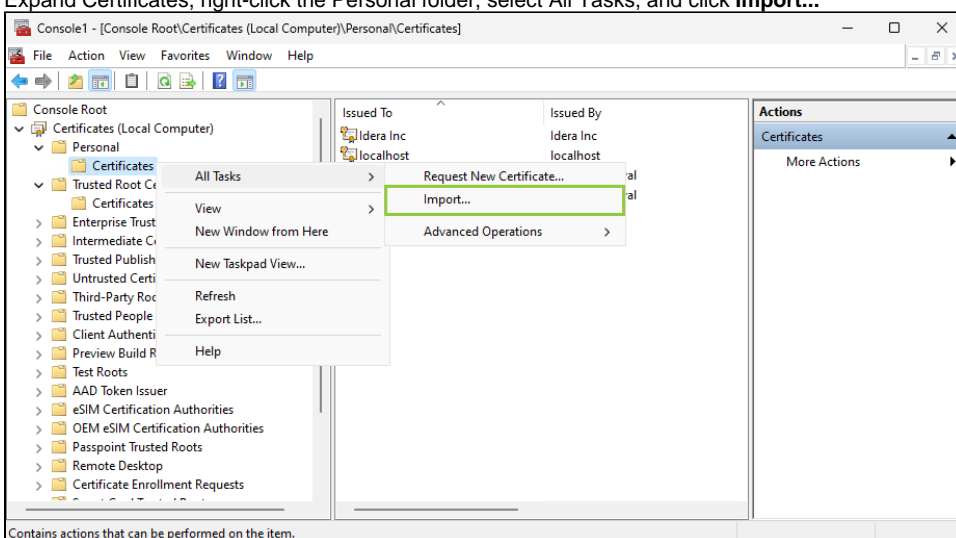 Expand Certificates, right-click the Personal folder, select All Tasks, and click Import...
Console1 - [Console Root\Certificates (Local Computer)\Personal\Certificates]
File Action View Favorites Window Help
Console Root
Certificates (Local Computer)
Personal
Certificates
Trusted Root Ce
Certificates
Enterprise Trust
Intermediate Ce
Trusted Publish
Untrusted Certi
Third-Party Roo
Trusted People
Client Authenti
Preview Build R
Test Roots
AAD Token Issuer
eSIM Certification Authorities
OEM eSIM Certification Authorities
Passpoint Trusted Roots
Remote Desktop
Certificate Enrollment Requests
Issued To Issued By
Idera Inc Idera Inc
localhost localhost
All Tasks
View
New Window from Here
New Taskpad View...
Refresh
Export List...
Help
Request New Certificate...
Import...
Advanced Operations
Actions
Certificates
More Actions
Contains actions that can be performed on the item.